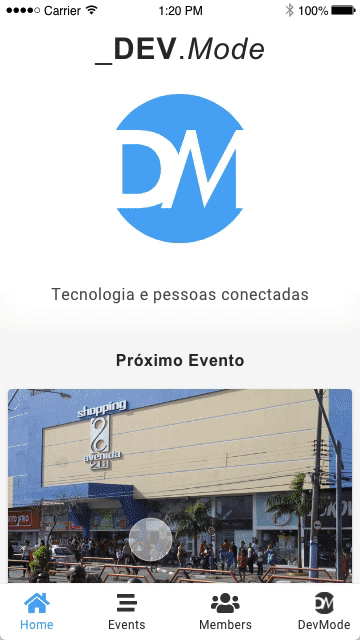 Carrier 1:20 PM 100%
_DEV.Mode
DM
Tecnologia e pessoas conectadas
Próximo Evento
shopping
avenida
Home Events Members DevMode
DM